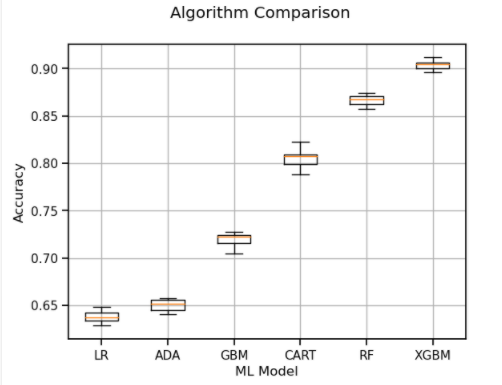 Algorithm Comparison
0.90
0.85
0.80
0.75
0.70
0.65
Accuracy
LR ADA GBM CART RF XGBM
ML Model